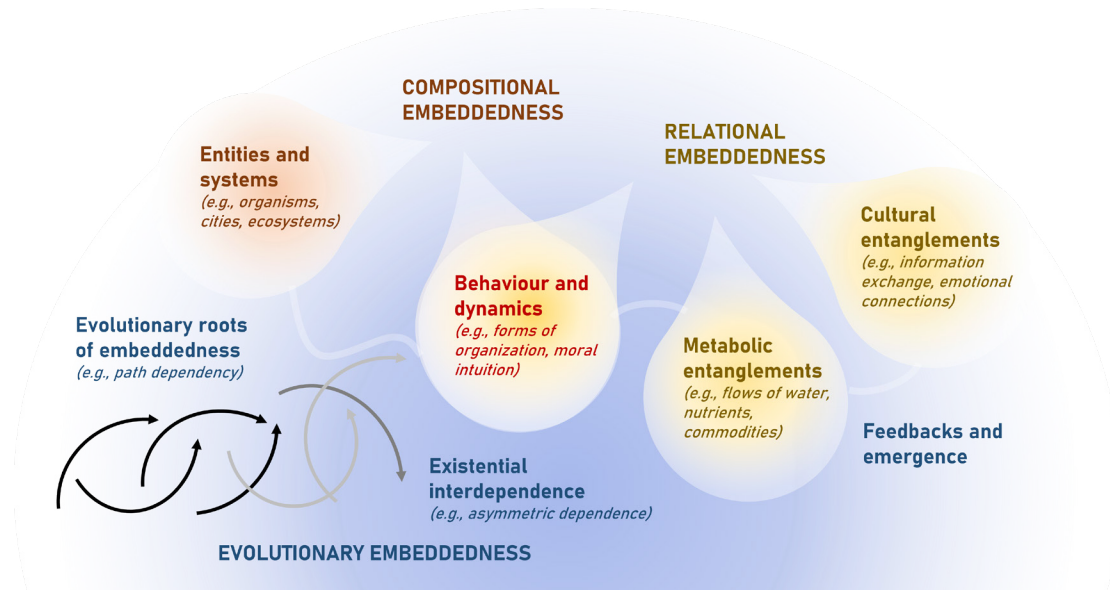 COMPOSITIONAL
EMBEDDEDNESS
RELATIONAL
EMBEDDEDNESS
Entities and
systems
(e.g., organisms,
cities, ecosystems)
Cultural
entanglements
(e.g., information
exchange, emotional
connections)
Behaviour and
dynamics
(e.g., forms of
organization, moral
intuition)
Evolutionary roots
of embeddedness
(e.g., path dependency)
Metabolic
entanglements
(e.g., flows of water,
nutrients,
commodities)
Feedbacks and
emergence
Existential
interdependence
(e.g., asymmetric dependence)
EVOLUTIONARY EMBEDDEDNESS